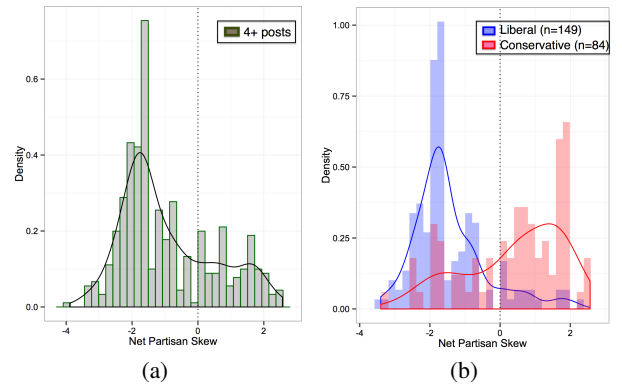 4+ posts
Density
0.6
0.4
0.2
0.0
-4
-2
0
2
Net Partisan Skew
(a)
Liberal (n=149)
Conservative (n=84)
Density
1.00
0.75
0.50
0.25
0.00
-4
-2
0
2
Net Partisan Skew
(b)